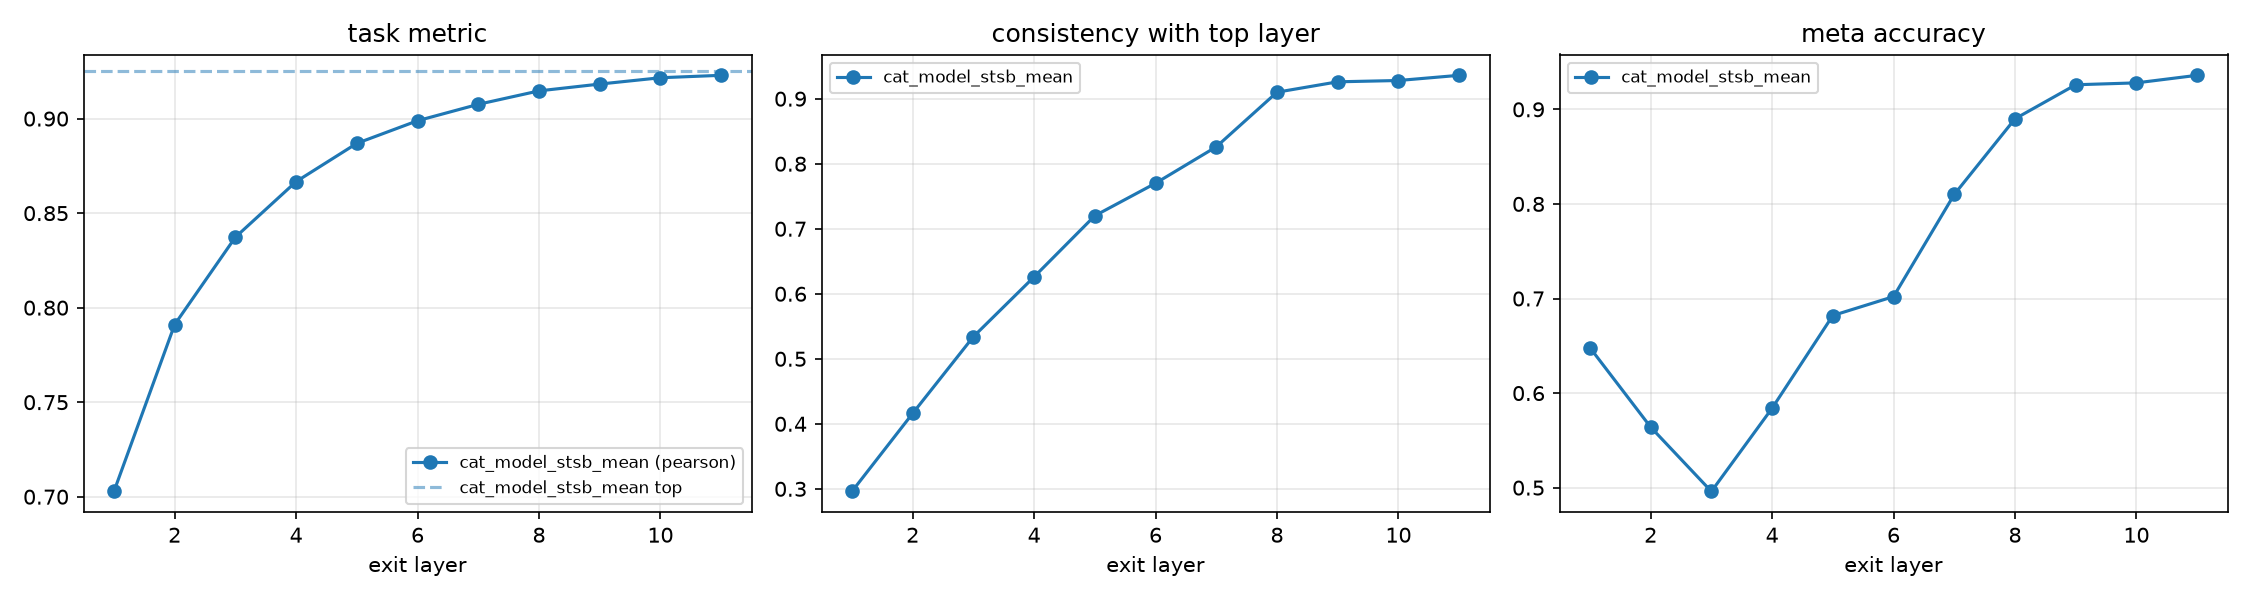 task metric
0.90
0.85
0.80
0.75
0.70
cat_model_stsb_mean (pearson)
cat_model_stsb_mean top
2 4 6 8 10
exit layer
consistency with top layer
cat_model_stsb_mean
0.9
0.8
0.7
0.6
0.5
0.4
0.3
2 4 6 8 10
exit layer
meta accuracy
cat_model_stsb_mean
0.9
0.8
0.7
0.6
0.5
2 4 6 8 10
exit layer